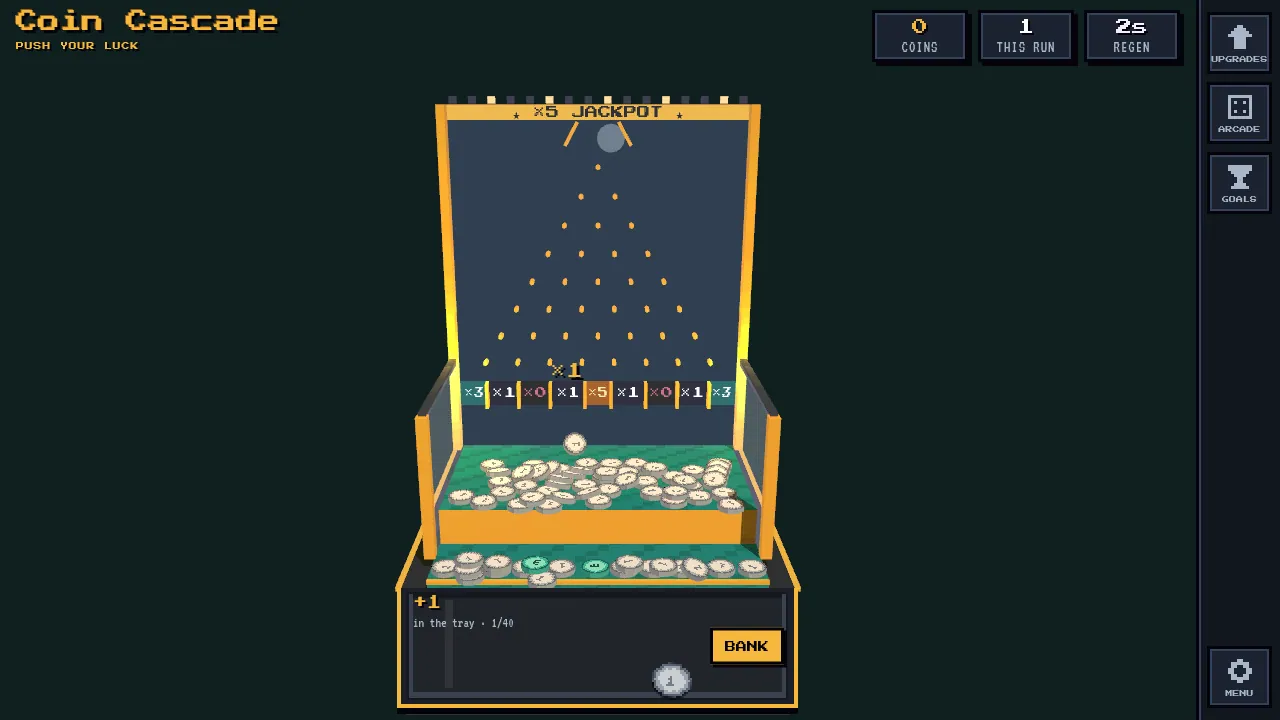 Coin Cascade
PUSH YOUR LUCK
0
COINS
1
THIS RUN
2s
REGEN
UPGRADES
ARCADE
GOALS
MENU
★ ×5 JACKPOT ★
×1
×3 ×1 ×0 ×1 ×5 ×1 ×0 ×1 ×3
+1
in the tray · 1/40
BANK
1